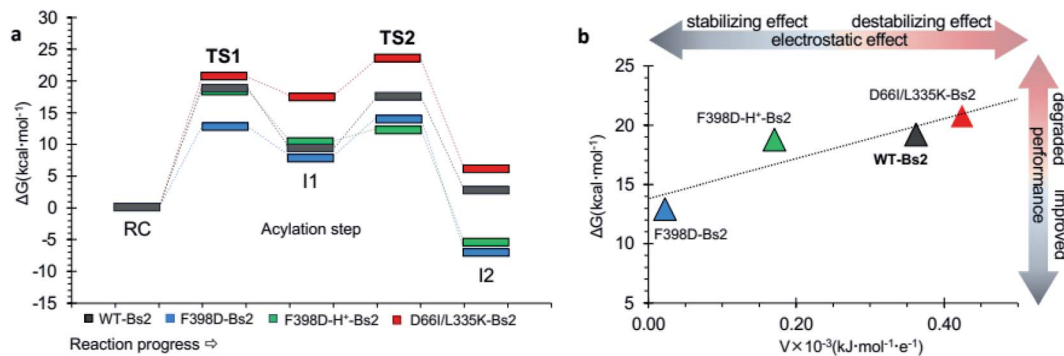 a
ΔG(kcal·mol⁻¹)
30
25
20
15
10
5
0
-5
-10
-15
TS1
TS2
RC
I1
I2
Acylation step
WT-Bs2 F398D-Bs2 F398D-H⁺-Bs2 D66I/L335K-Bs2
Reaction progress ⇨
b
stabilizing effect destabilizing effect
electrostatic effect
ΔG(kcal·mol⁻¹)
25
20
15
10
5
F398D-Bs2
F398D-H⁺-Bs2
WT-Bs2
D66I/L335K-Bs2
0.00 0.20 0.40
V×10⁻³(kJ·mol⁻¹·e⁻¹)
degraded improved
performance